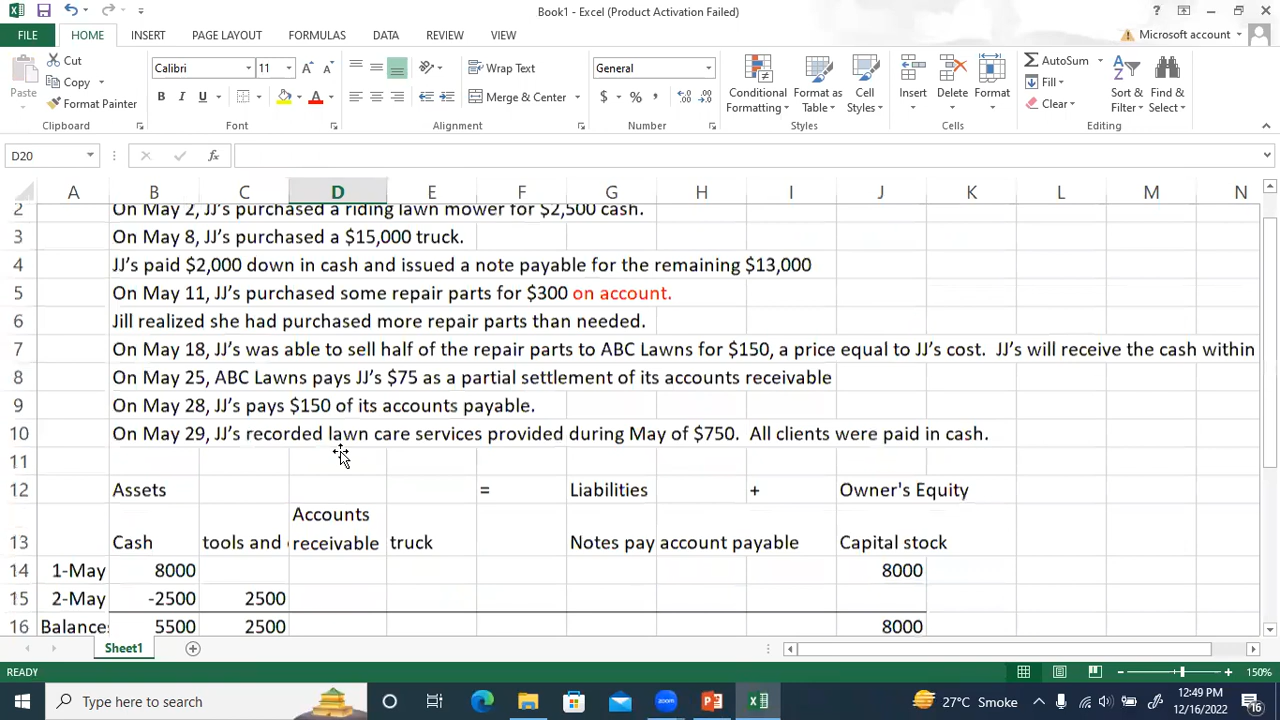 Book1 - Excel (Product Activation Failed)
FILE HOME INSERT PAGE LAYOUT FORMULAS DATA REVIEW VIEW Microsoft account
Cut
Copy
Format Painter
Paste
Clipboard
Calibri 11
B I U
Font
Wrap Text
Merge & Center
Alignment
General
$ % ,
Number
Conditional Formatting
Format as Table
Cell Styles
Styles
Insert
Delete
Format
Cells
AutoSum
Fill
Clear
Sort & Filter
Find & Select
Editing
D20 fx
A B C D E F G H I J K L M N
2 On May 2, JJ’s purchased a riding lawn mower for $2,500 cash.
3 On May 8, JJ’s purchased a $15,000 truck.
4 JJ’s paid $2,000 down in cash and issued a note payable for the remaining $13,000
5 On May 11, JJ’s purchased some repair parts for $300 on account.
6 Jill realized she had purchased more repair parts than needed.
7 On May 18, JJ’s was able to sell half of the repair parts to ABC Lawns for $150, a price equal to JJ’s cost. JJ’s will receive the cash within
8 On May 25, ABC Lawns pays JJ’s $75 as a partial settlement of its accounts receivable
9 On May 28, JJ’s pays $150 of its accounts payable.
10 On May 29, JJ’s recorded lawn care services provided during May of $750. All clients were paid in cash.
11
12 Assets = Liabilities + Owner's Equity
13 Cash tools and Accounts receivable truck Notes pay account payable Capital stock
14 1-May 8000 8000
15 2-May -2500 2500
16 Balance 5500 2500 8000
Sheet1
READY 150%
Type here to search
27°C Smoke
12:49 PM
12/16/2022
16
zoom